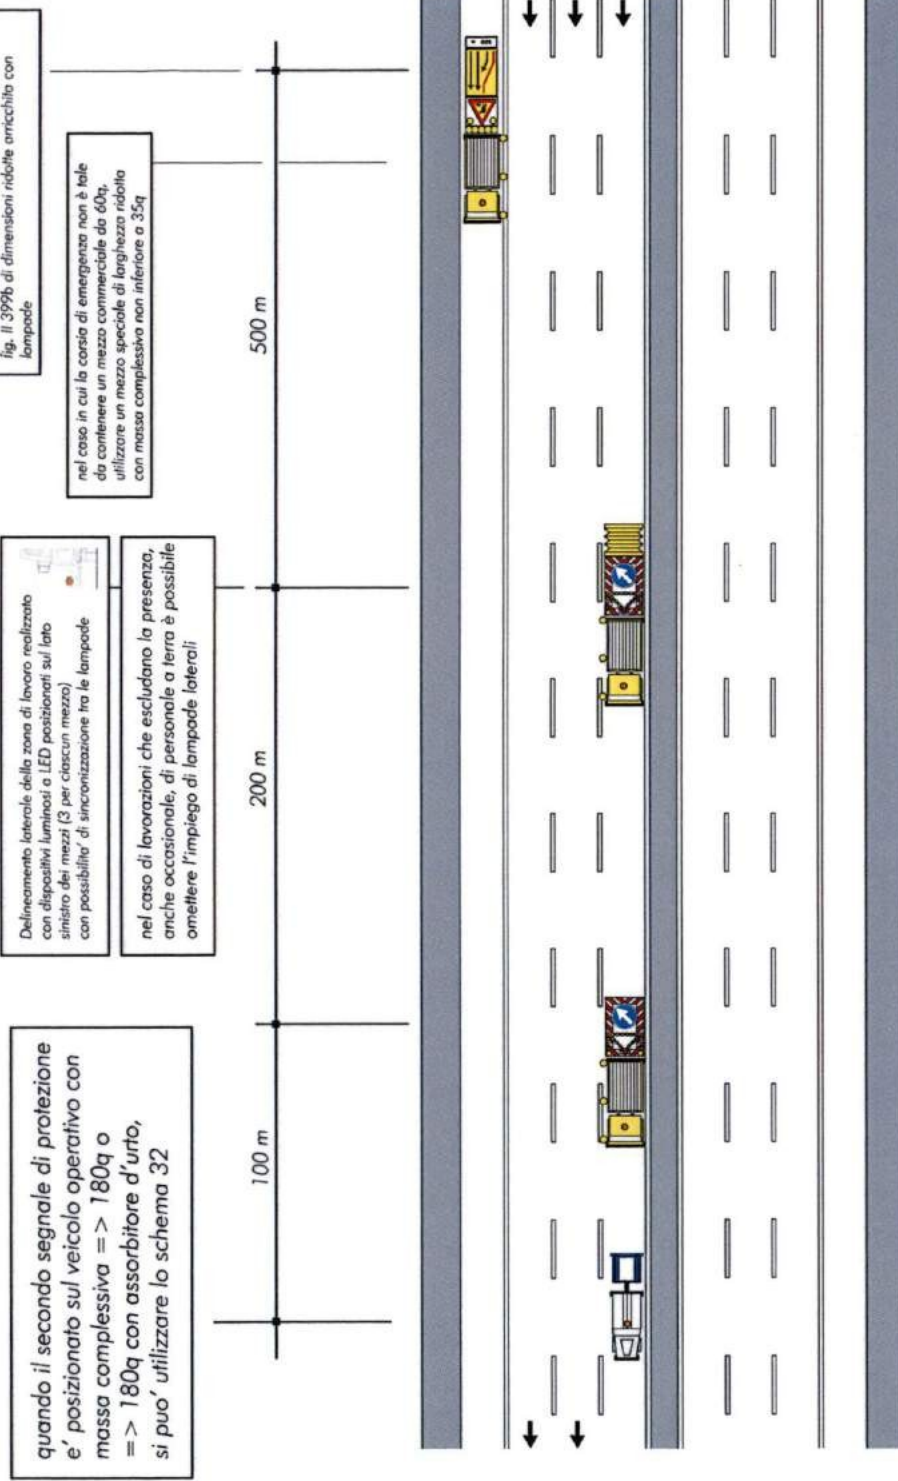 quando il secondo segnale di protezione
e' posizionato sul veicolo operativo con
massa complessiva => 180q o
=> 180q con assorbitore d'urto,
si puo' utilizzare lo schema 32
Delineamento laterale della zona di lavoro realizzato
con dispositivi luminosi a LED posizionati sul lato
sinistro dei mezzi (3 per ciascun mezzo)
con possibilita' di sincronizzazione tra le lampade
nel caso di lavorazioni che escludano la presenza,
anche occasionale, di personale a terra è possibile
omettere l'impiego di lampade laterali
fig. II 399b di dimensioni ridotte arricchito con
lampade
nel caso in cui la corsia di emergenza non è tale
da contenere un mezzo commerciale da 60q,
utilizzare un mezzo speciale di larghezza ridotta
con massa complessiva non inferiore a 35q
100 m
200 m
500 m